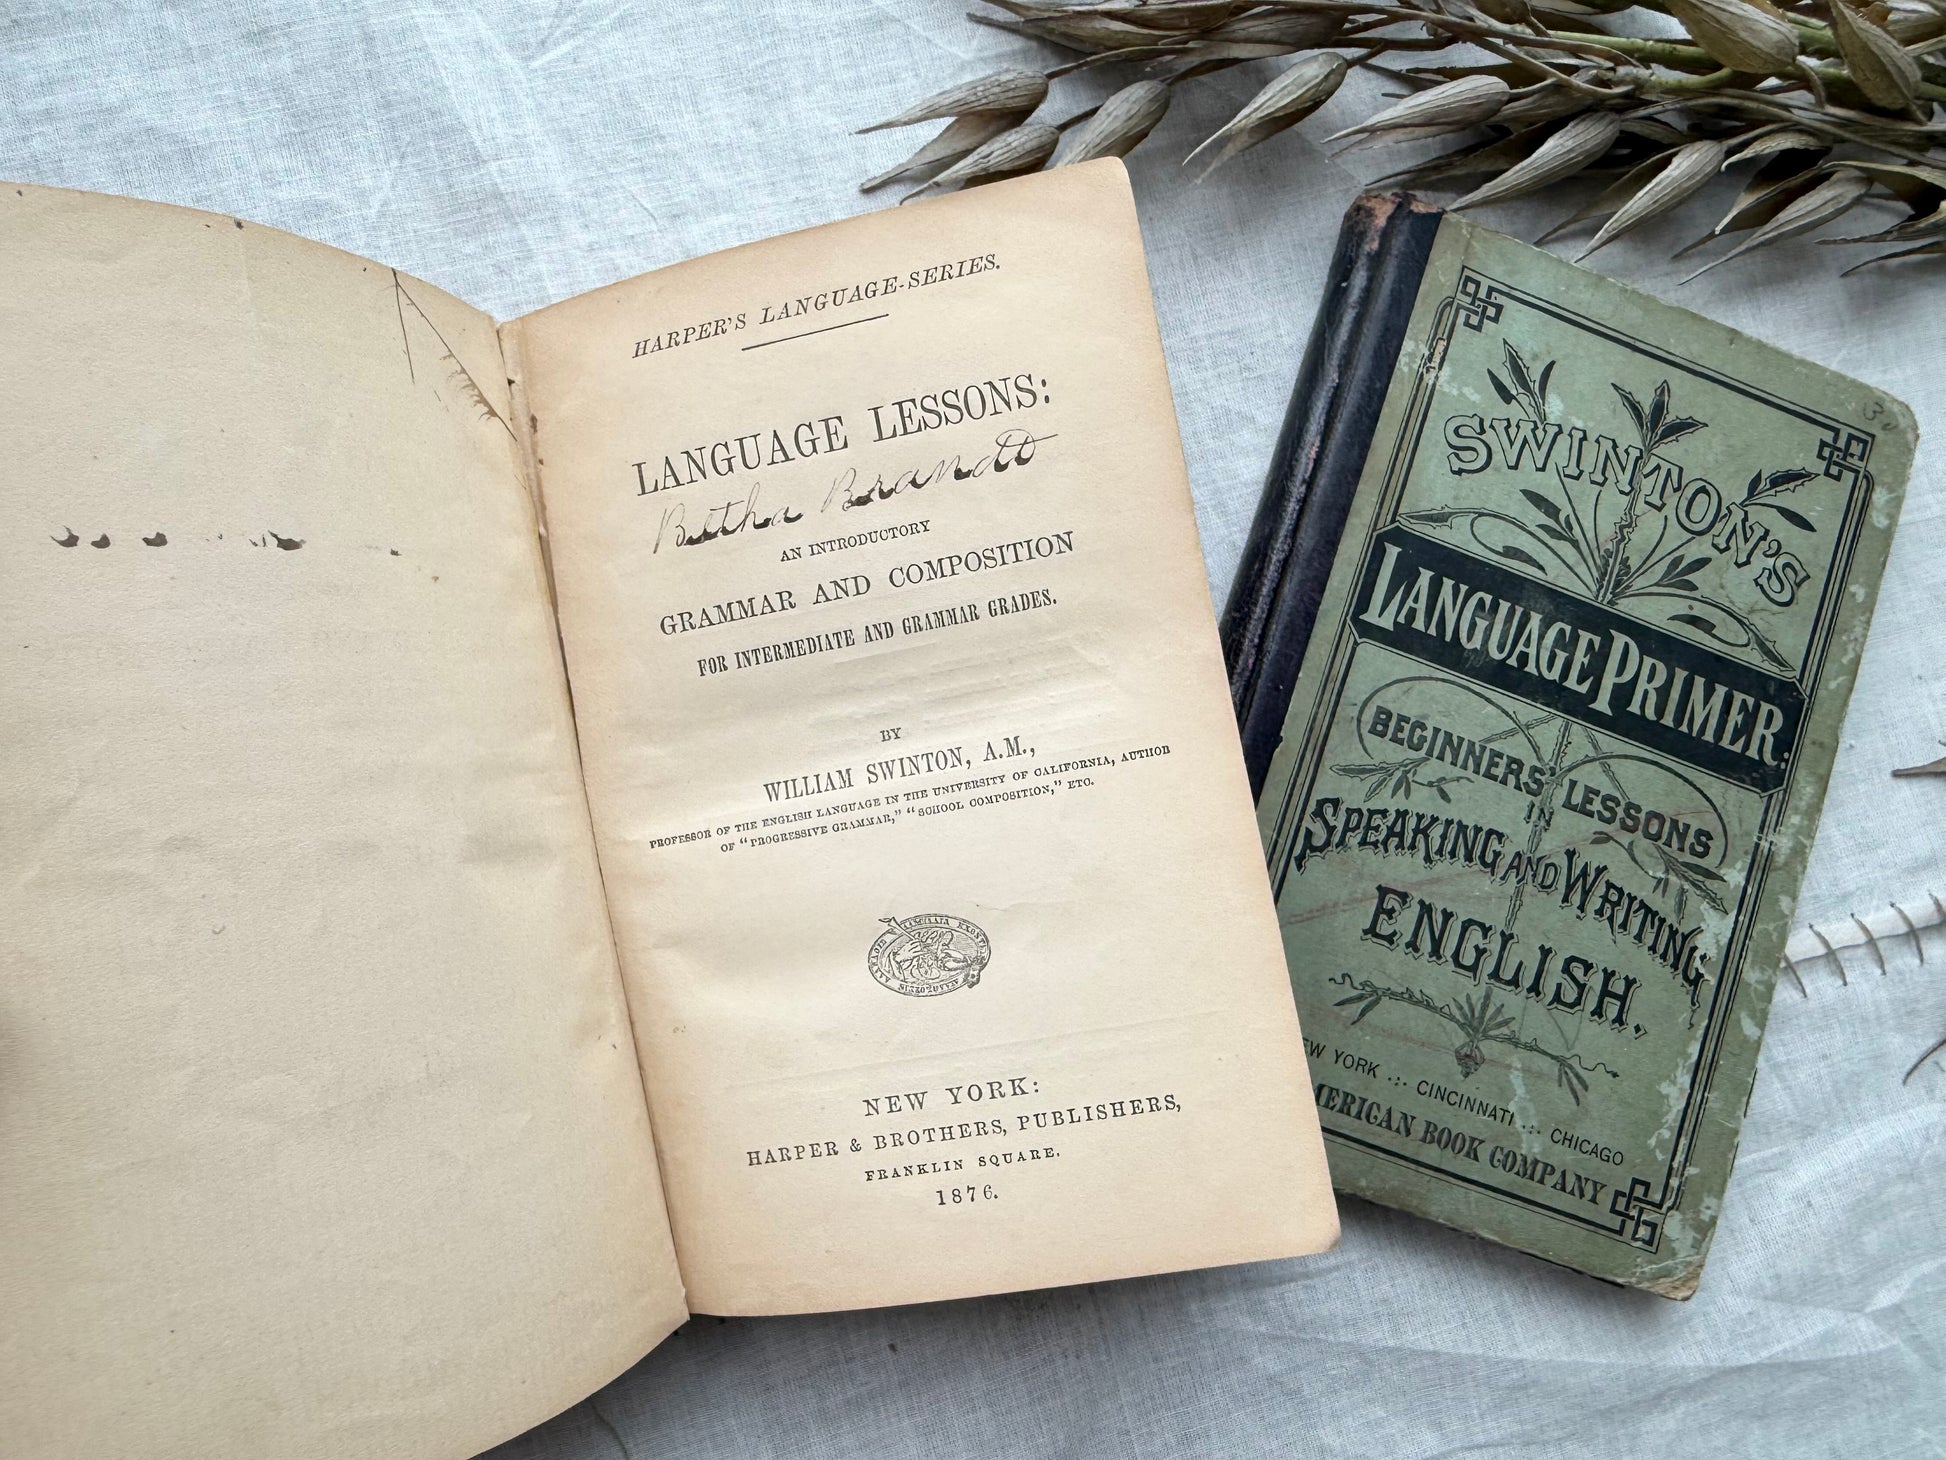 HARPER'S LANGUAGE-SERIES.
LANGUAGE LESSONS:
Betha Brandt
AN INTRODUCTORY
GRAMMAR AND COMPOSITION
FOR INTERMEDIATE AND GRAMMAR GRADES.
BY
WILLIAM SWINTON, A.M.,
PROFESSOR OF THE ENGLISH LANGUAGE IN THE UNIVERSITY OF CALIFORNIA, AUTHOR
OF "PROGRESSIVE GRAMMAR," "SCHOOL COMPOSITION," ETC.
NEW YORK:
HARPER & BROTHERS, PUBLISHERS,
FRANKLIN SQUARE.
1876.
SWINTON'S
LANGUAGE PRIMER:
BEGINNERS' LESSONS
IN
SPEAKING AND WRITING
ENGLISH.
EW YORK .:. CINCINNATI .:. CHICAGO
MERICAN BOOK COMPANY